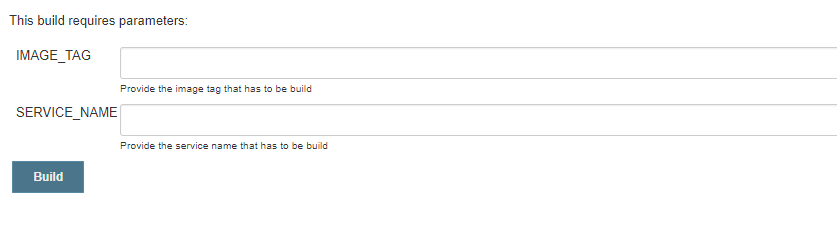 This build requires parameters:
IMAGE_TAG
Provide the image tag that has to be build
SERVICE_NAME
Provide the service name that has to be build
Build